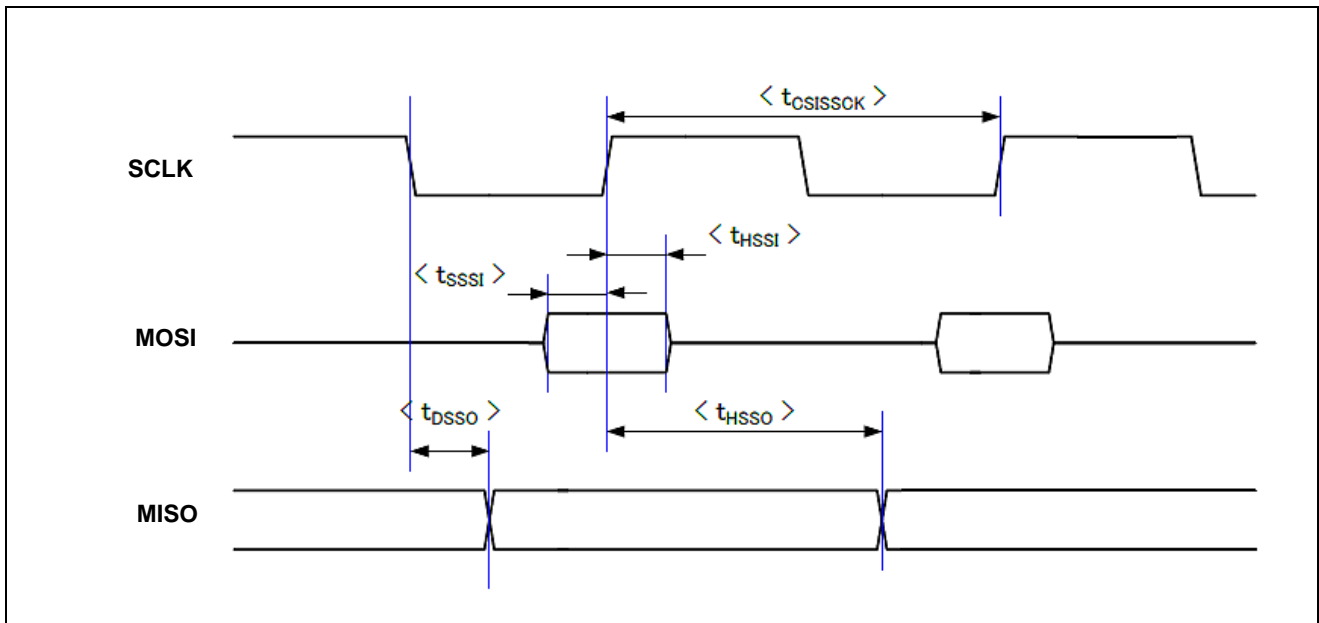 < tCSISSCK >
SCLK
< tHSSI >
< tSSSI >
MOSI
< tDSSO >
< tHSSO >
MISO